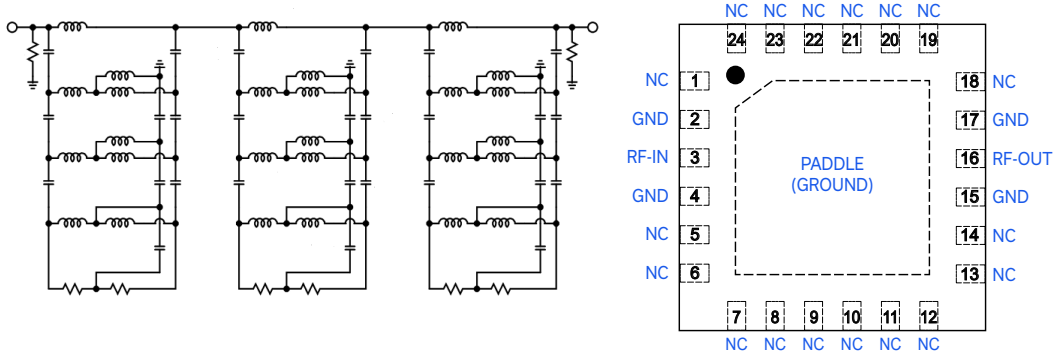 NC NC NC NC NC NC
24 23 22 21 20 19
NC 1 18 NC
GND 2 17 GND
RF-IN 3 16 RF-OUT
PADDLE
(GROUND)
GND 4 15 GND
NC 5 14 NC
NC 6 13 NC
7 8 9 10 11 12
NC NC NC NC NC NC